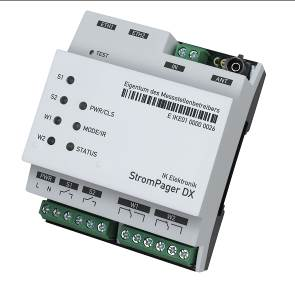 ETH1 ETH2
TEST
IN ANT.
Eigentum des Messstellenbetreibers
E IKE01 0000 0026
S1
S2
W1
W2
PWR/CLS
MODE/IR
STATUS
IK Elektronik
StromPager DX
PWR S1 S2 W1 W2
L N